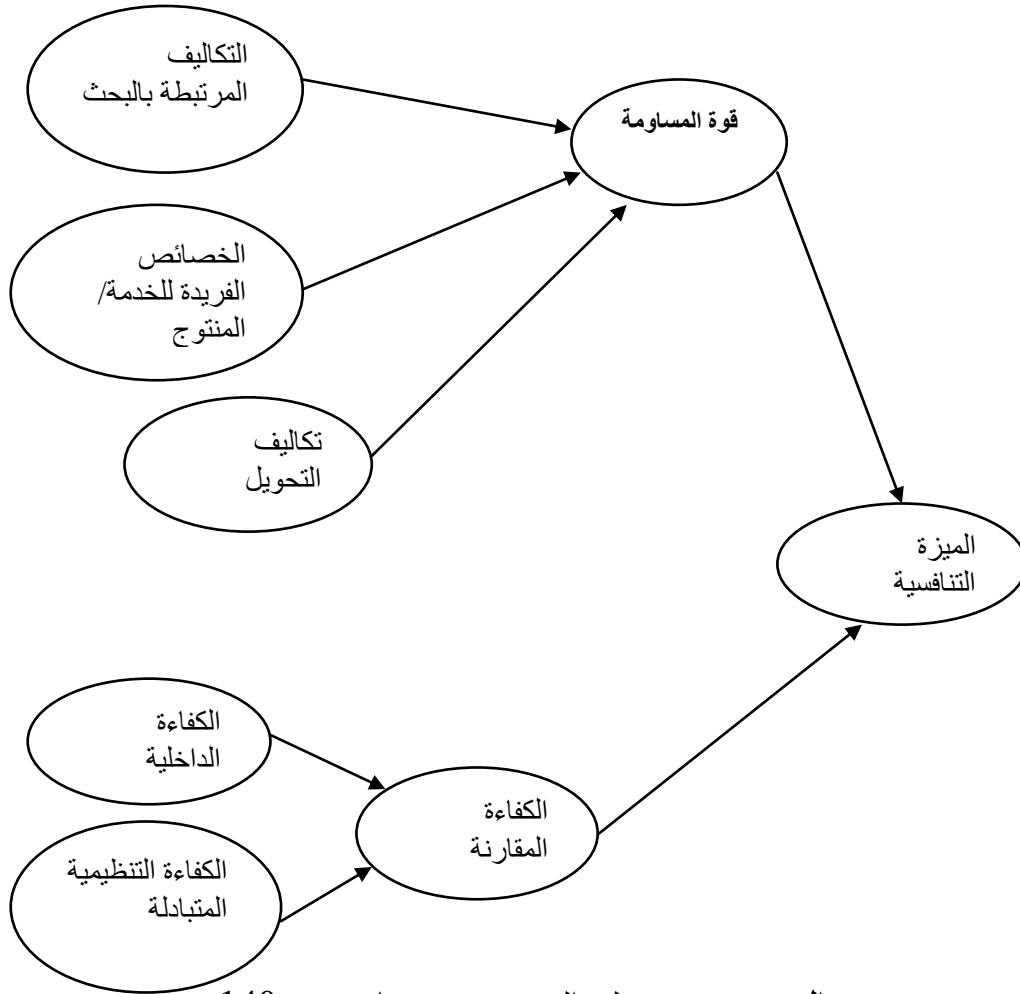 التكاليف
المرتبطة بالبحث
قوة المساومة
الخصائص
الفريدة للخدمة/
المنتوج
تكاليف
التحويل
الميزة
التنافسية
الكفاءة
الداخلية
الكفاءة
المقارنة
الكفاءة التنظيمية
المتبادلة
140